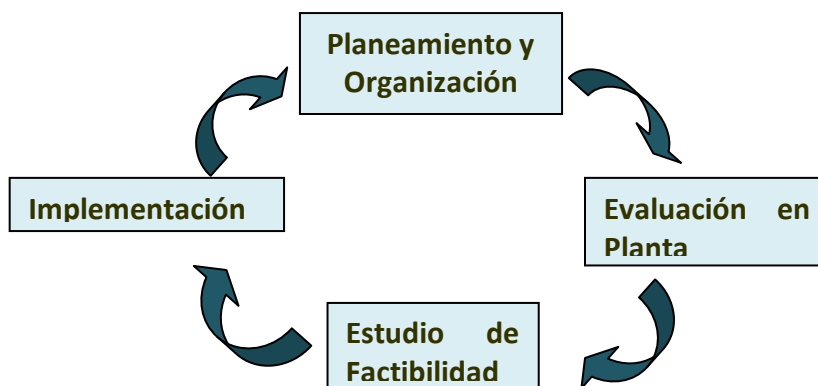 Planeamiento y
Organización
Implementación
Evaluación en
Planta
Estudio de
Factibilidad